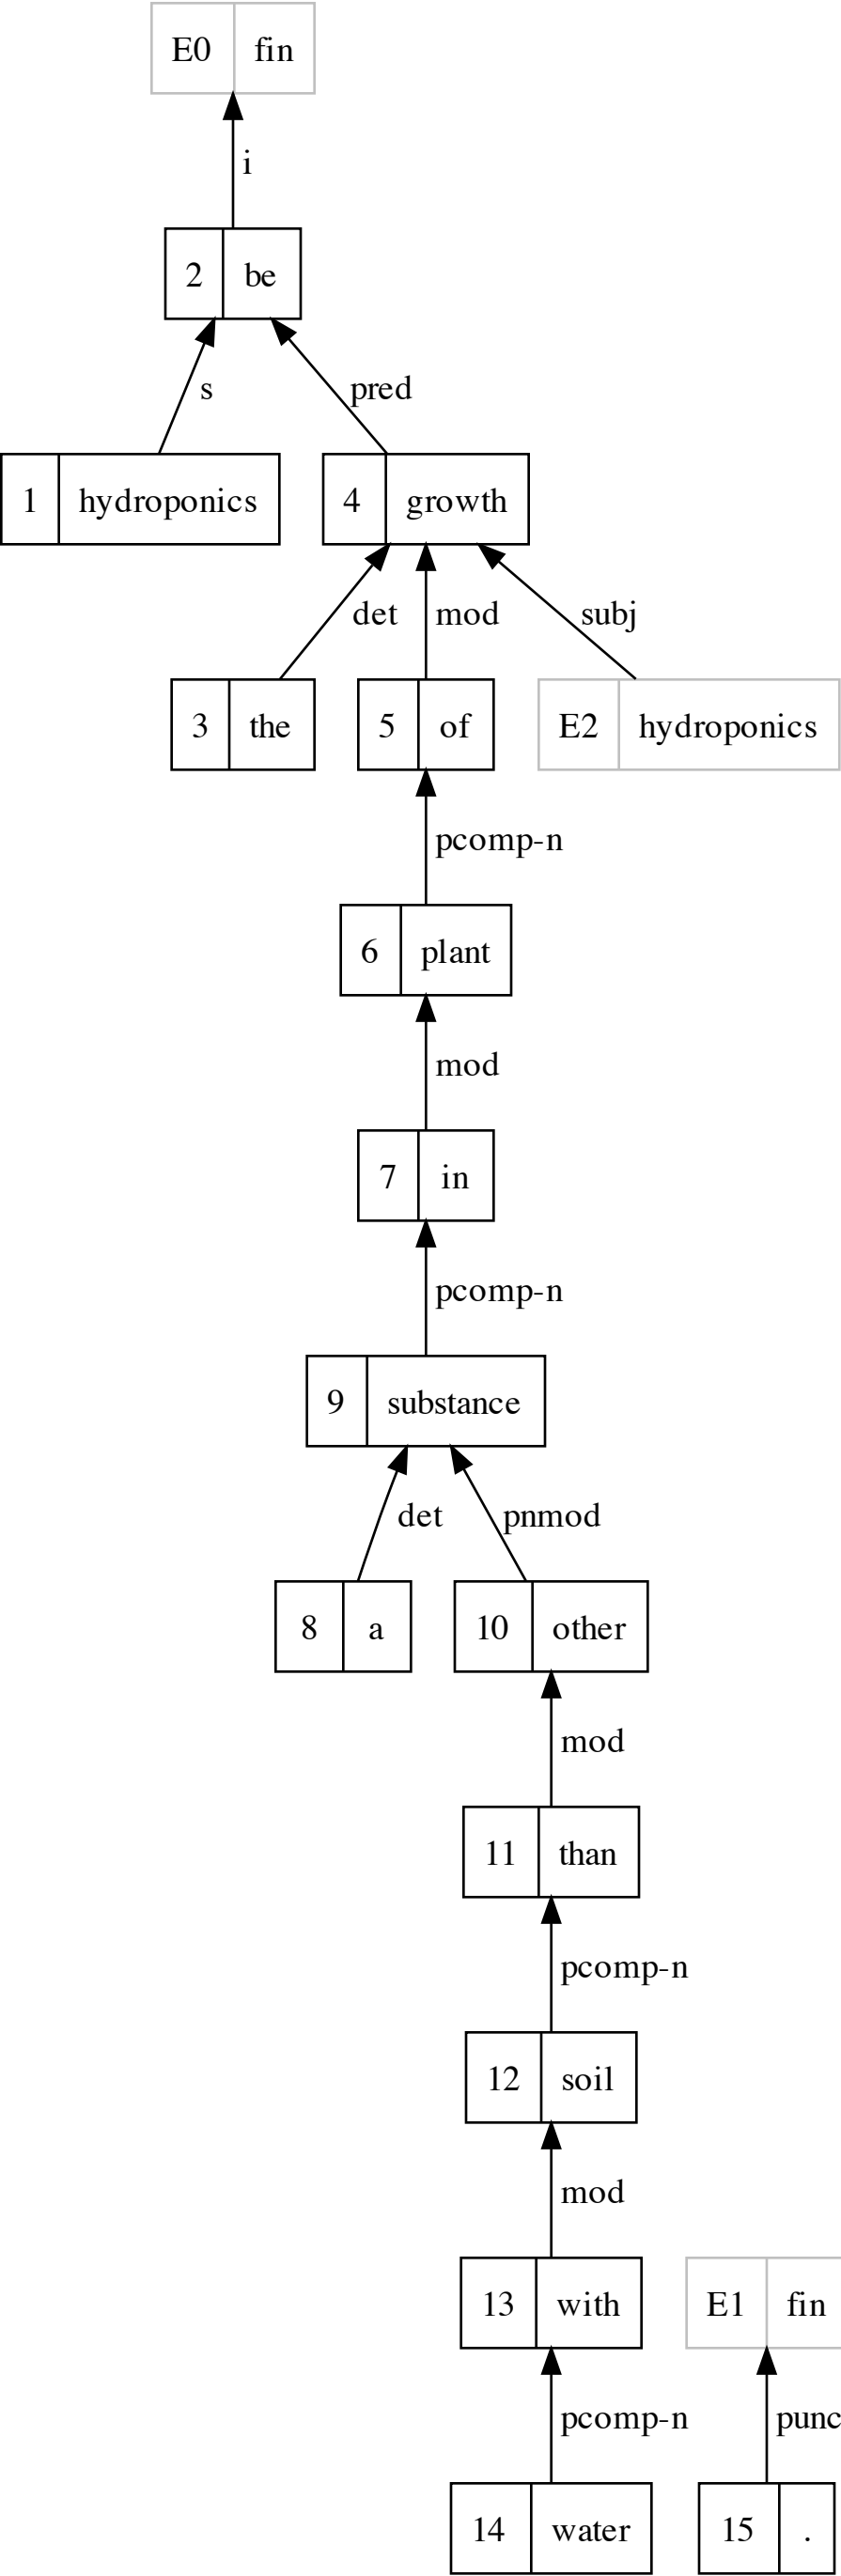 E0 fin
i
2 be
s pred
1 hydroponics 4 growth
det mod subj
3 the 5 of E2 hydroponics
pcomp-n
6 plant
mod
7 in
pcomp-n
9 substance
det pnmod
8 a 10 other
mod
11 than
pcomp-n
12 soil
mod
13 with E1 fin
pcomp-n punc
14 water 15 .